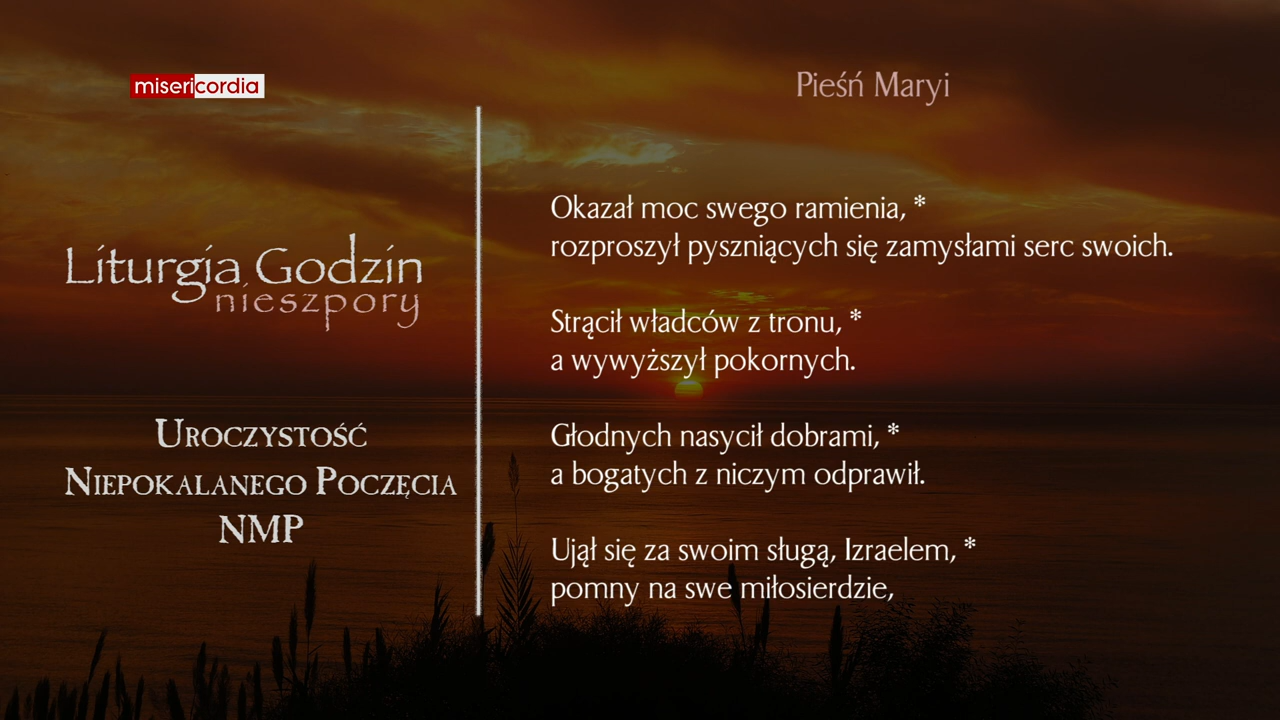 misericordia
Liturgia Godzin
nieszpory
Uroczystość
Niepokalanego Poczęcia
NMP
Pieśń Maryi
Okazał moc swego ramienia, *
rozproszył pyszniących się zamysłami serc swoich.
Strącił władców z tronu, *
a wywyższył pokornych.
Głodnych nasycił dobrami, *
a bogatych z niczym odprawił.
Ujął się za swoim sługą, Izraelem, *
pomny na swe miłosierdzie,